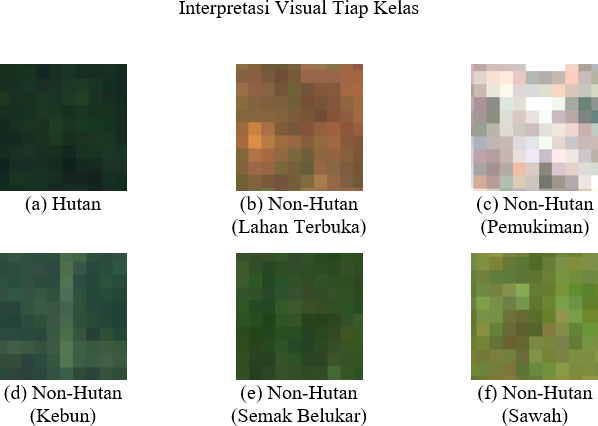 Interpretasi Visual Tiap Kelas
(a) Hutan
(b) Non-Hutan
(Lahan Terbuka)
(c) Non-Hutan
(Pemukiman)
(d) Non-Hutan
(Kebun)
(e) Non-Hutan
(Semak Belukar)
(f) Non-Hutan
(Sawah)